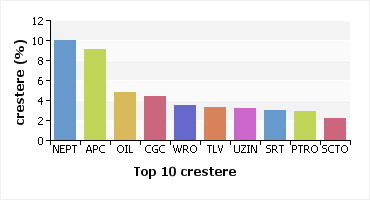 crestere (%)
12
10
8
6
4
2
0
NEPT APC OIL CGC WRO TLV UZIN SRT PTRO SCTO
Top 10 crestere